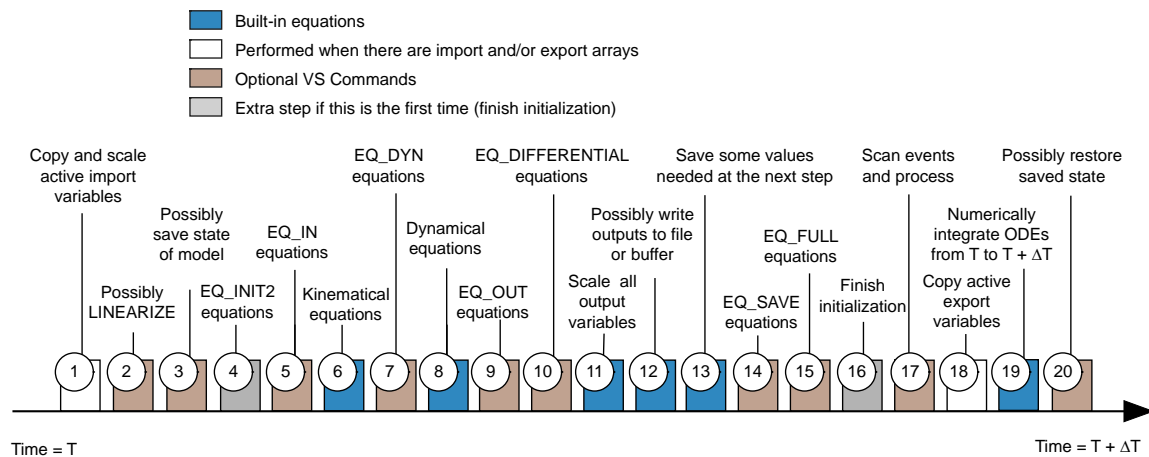 Built-in equations
Performed when there are import and/or export arrays
Optional VS Commands
Extra step if this is the first time (finish initialization)
Copy and scale
active import
variables
Possibly
LINEARIZE
Possibly
save state
of model
EQ_INIT2
equations
EQ_IN
equations
Kinematical
equations
EQ_DYN
equations
Dynamical
equations
EQ_OUT
equations
EQ_DIFFERENTIAL
equations
Scale all
output
variables
Possibly write
outputs to file
or buffer
Save some values
needed at the next step
EQ_SAVE
equations
EQ_FULL
equations
Finish
initialization
Scan events
and process
Copy active
export
variables
Numerically
integrate ODEs
from T to T + ΔT
Possibly restore
saved state
1
2
3
4
5
6
7
8
9
10
11
12
13
14
15
16
17
18
19
20
Time = T
Time = T + ΔT